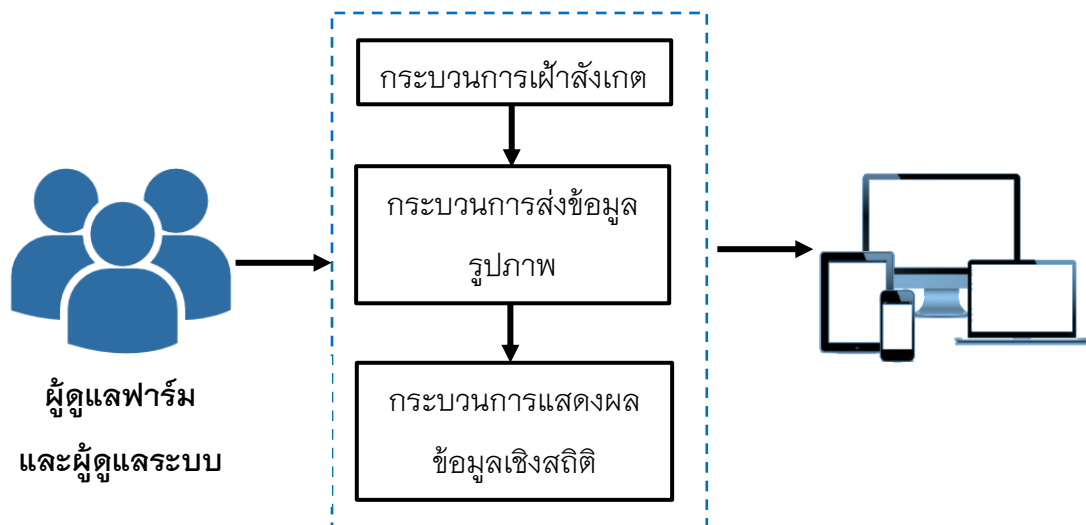 กระบวนการเฝ้าสังเกต
กระบวนการส่งข้อมูล
รูปภาพ
กระบวนการแสดงผล
ข้อมูลเชิงสถิติ
ผู้ดูแลฟาร์ม
และผู้ดูแลระบบ